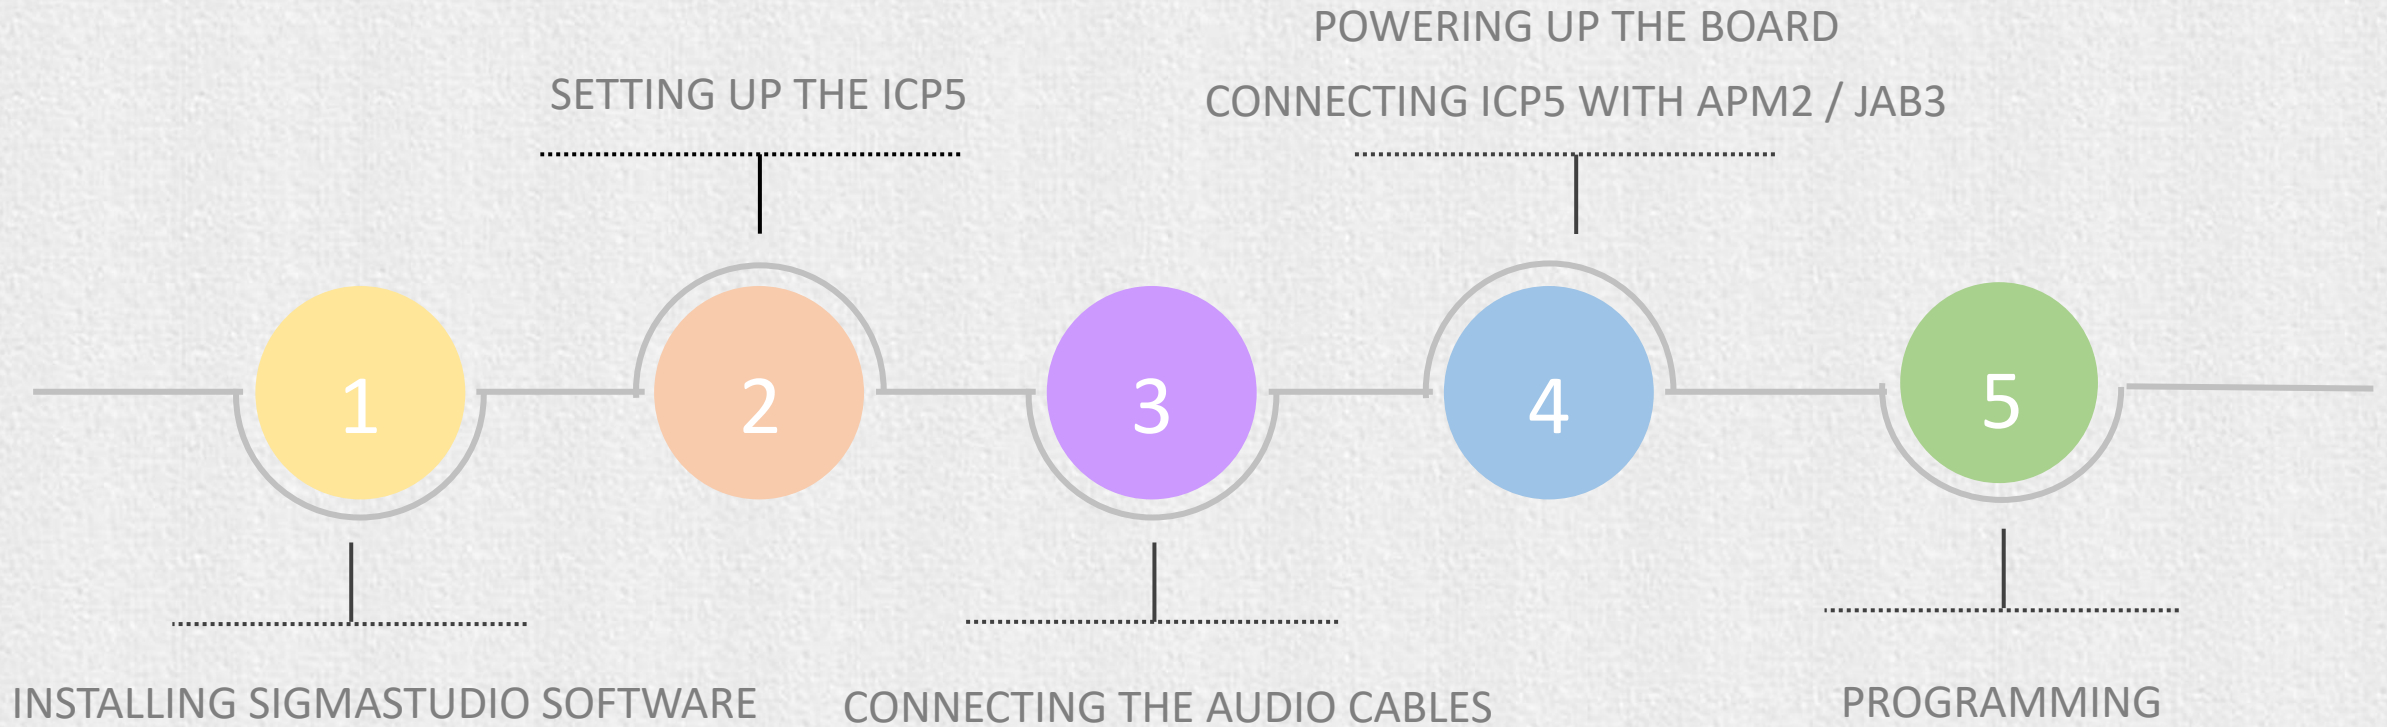 POWERING UP THE BOARD
SETTING UP THE ICP5
CONNECTING ICP5 WITH APM2 / JAB3
1
2
3
4
5
INSTALLING SIGMASTUDIO SOFTWARE
CONNECTING THE AUDIO CABLES
PROGRAMMING